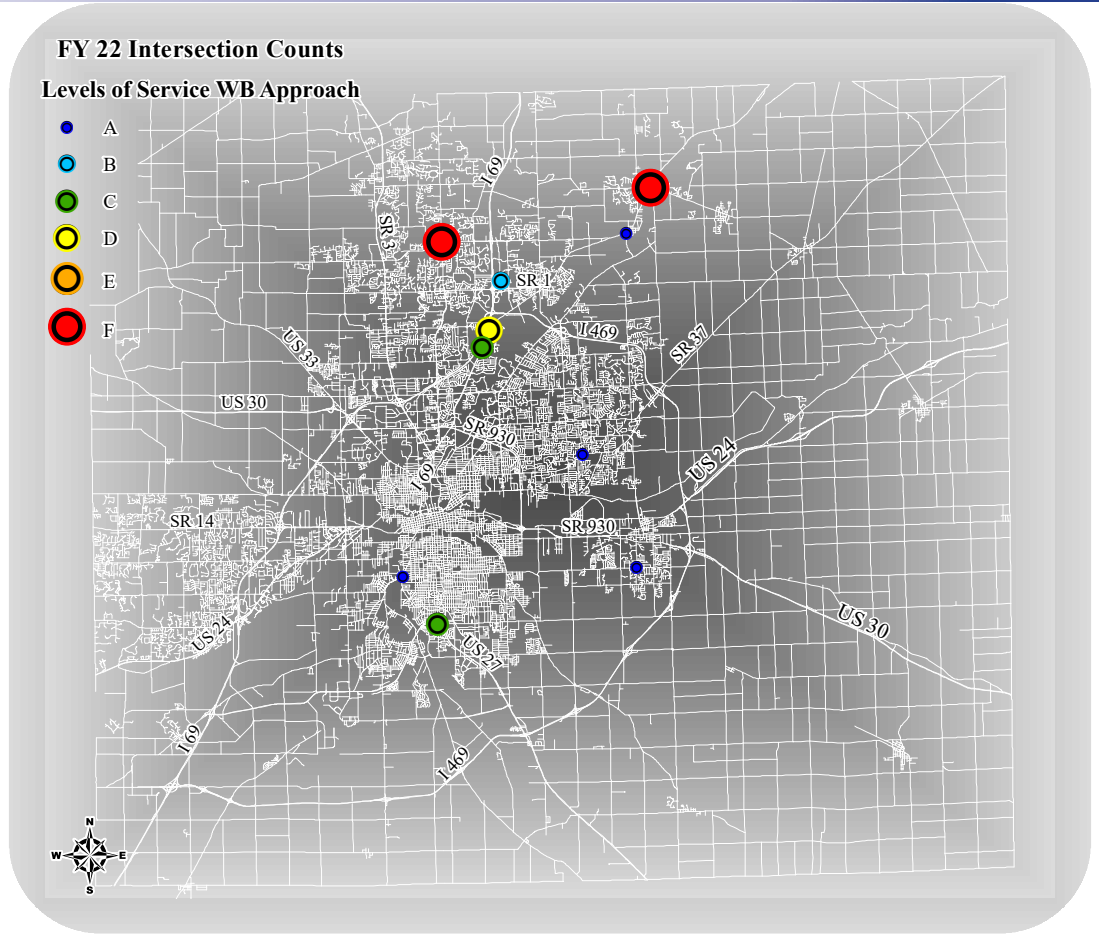 FY 22 Intersection Counts
Levels of Service WB Approach
A
B
C
D
E
F
I 69
SR 3
SR 1
I 469
SR 37
US 33
US 30
SR 930
US 24
I 69
SR 14
SR 930
US 30
US 24
US 27
I 69
I 469
N
W
E
S